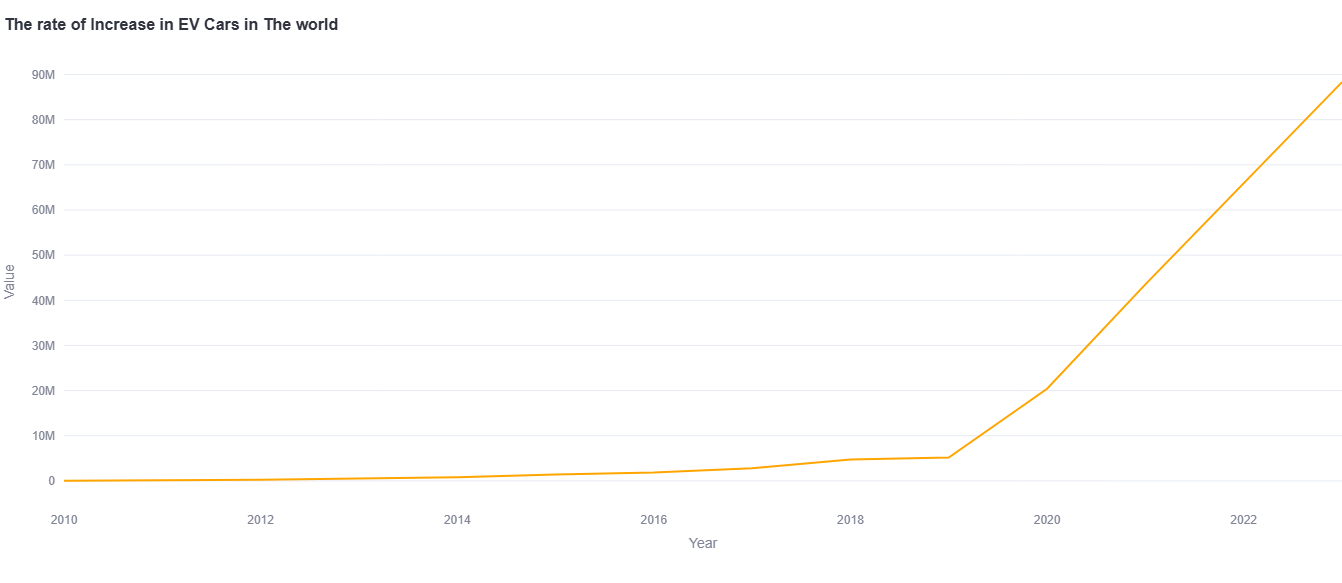 The rate of Increase in EV Cars in The world
90M
80M
70M
60M
50M
40M
30M
20M
10M
0
Value
2010 2012 2014 2016 2018 2020 2022
Year